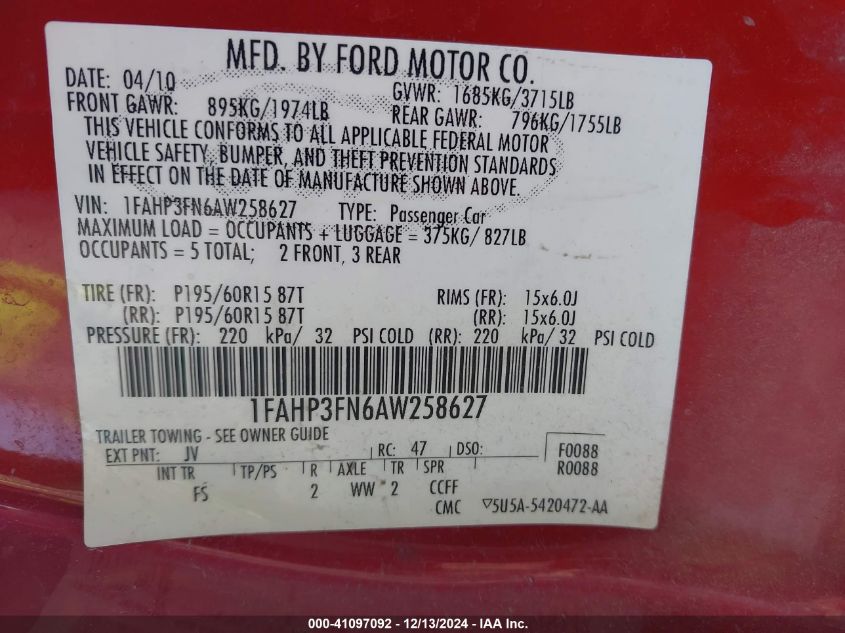 MFD. BY FORD MOTOR CO.
DATE: 04/10 GVWR: 1685KG/3715LB
FRONT GAWR: 895KG/1974LB REAR GAWR: 796KG/1755LB
THIS VEHICLE CONFORMS TO ALL APPLICABLE FEDERAL MOTOR
VEHICLE SAFETY, BUMPER, AND THEFT PREVENTION STANDARDS
IN EFFECT ON THE DATE OF MANUFACTURE SHOWN ABOVE.
VIN: 1FAHP3FN6AW258627 TYPE: Passenger Car
MAXIMUM LOAD = OCCUPANTS + LUGGAGE = 375KG/ 827LB
OCCUPANTS = 5 TOTAL; 2 FRONT, 3 REAR
TIRE (FR): P195/60R15 87T RIMS (FR): 15x6.0J
(RR): P195/60R15 87T (RR): 15x6.0J
PRESSURE (FR): 220 kPa/ 32 PSI COLD (RR): 220 kPa/ 32 PSI COLD
1FAHP3FN6AW258627
TRAILER TOWING - SEE OWNER GUIDE
EXT PNT: JV RC: 47 DSO: F0088
INT TR TP/PS R AXLE TR SPR R0088
FS 2 WW 2 CCFF
CMC ▽5U5A-5420472-AA
000-41097092 - 12/13/2024 - IAA Inc.